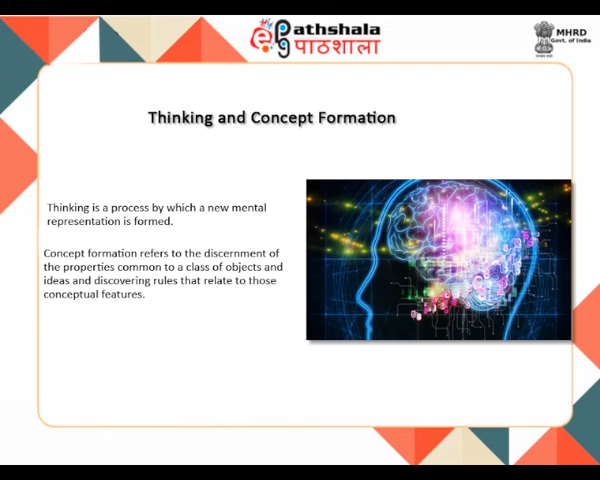 Pathshala
पाठशाला
MHRD
Govt. of India
Thinking and Concept Formation
Thinking is a process by which a new mental
representation is formed.
Concept formation refers to the discernment of
the properties common to a class of objects and
ideas and discovering rules that relate to those
conceptual features.